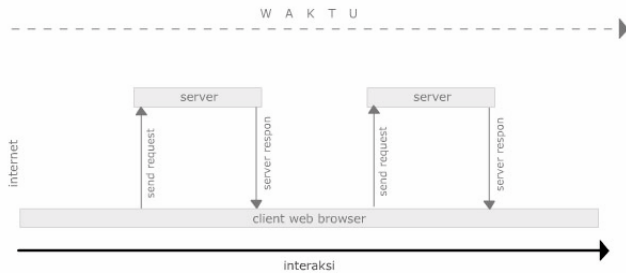 W A K T U
server
server
internet
send request
server respon
send request
server respon
client web browser
interaksi